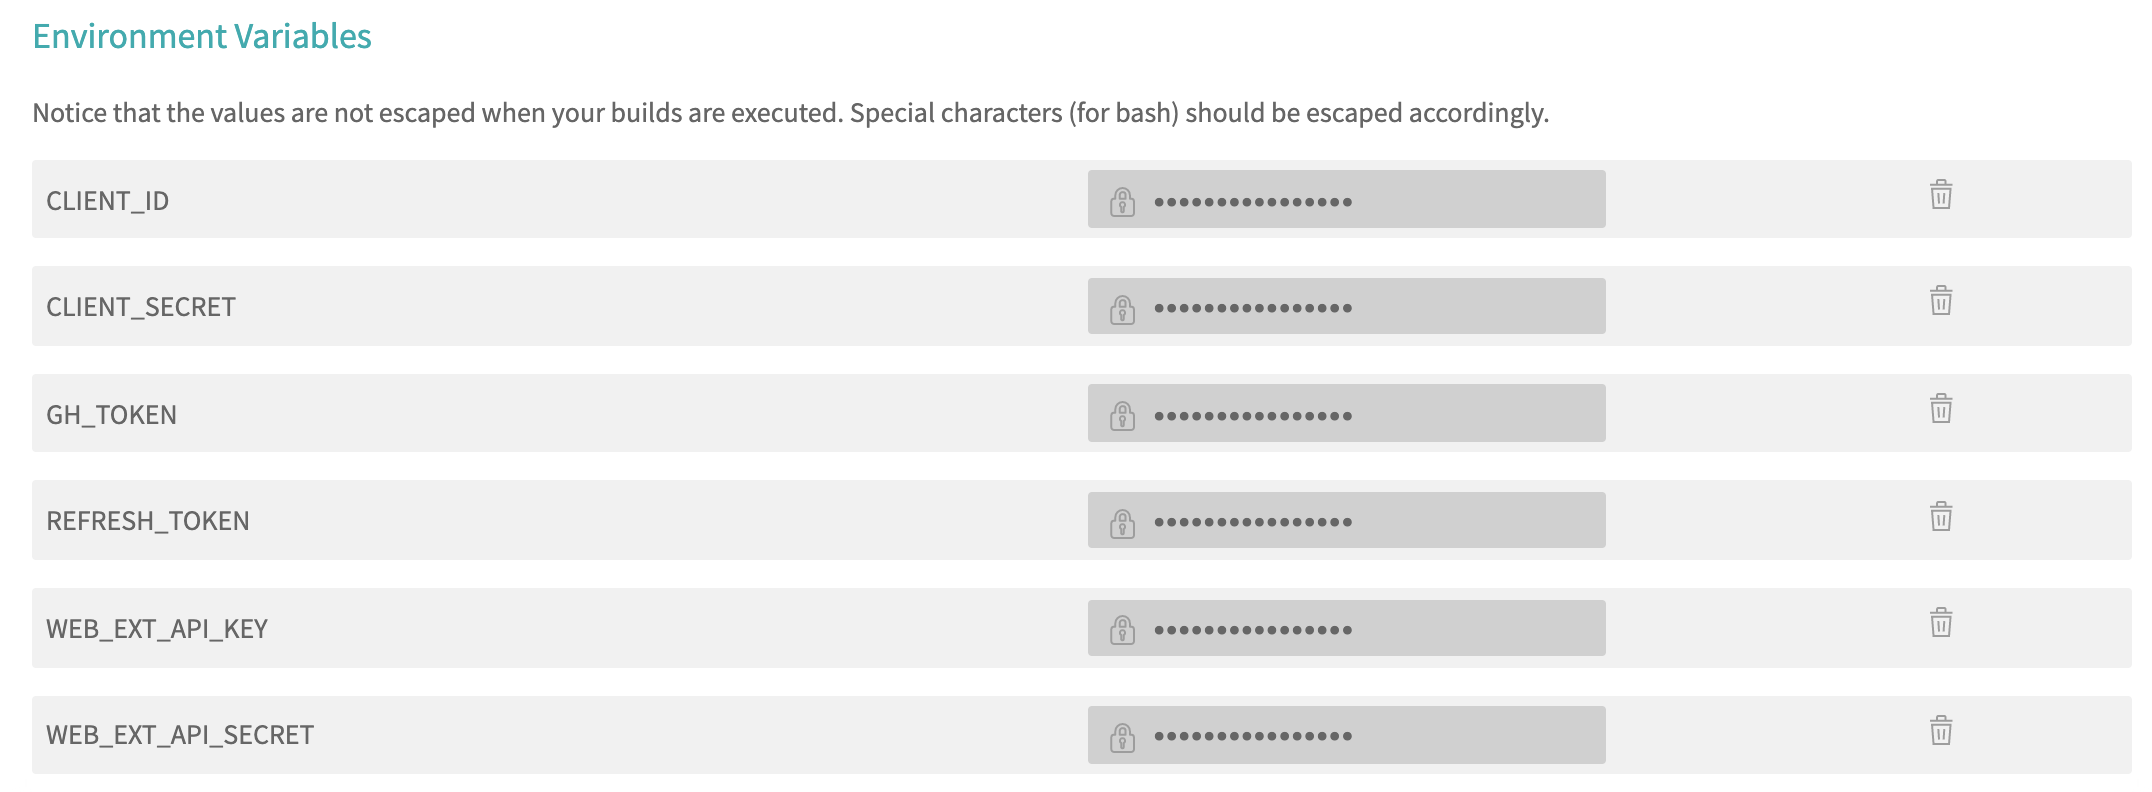 Environment Variables
Notice that the values are not escaped when your builds are executed. Special characters (for bash) should be escaped accordingly.
CLIENT_ID ••••••••••••••••
CLIENT_SECRET ••••••••••••••••
GH_TOKEN ••••••••••••••••
REFRESH_TOKEN ••••••••••••••••
WEB_EXT_API_KEY ••••••••••••••••
WEB_EXT_API_SECRET ••••••••••••••••